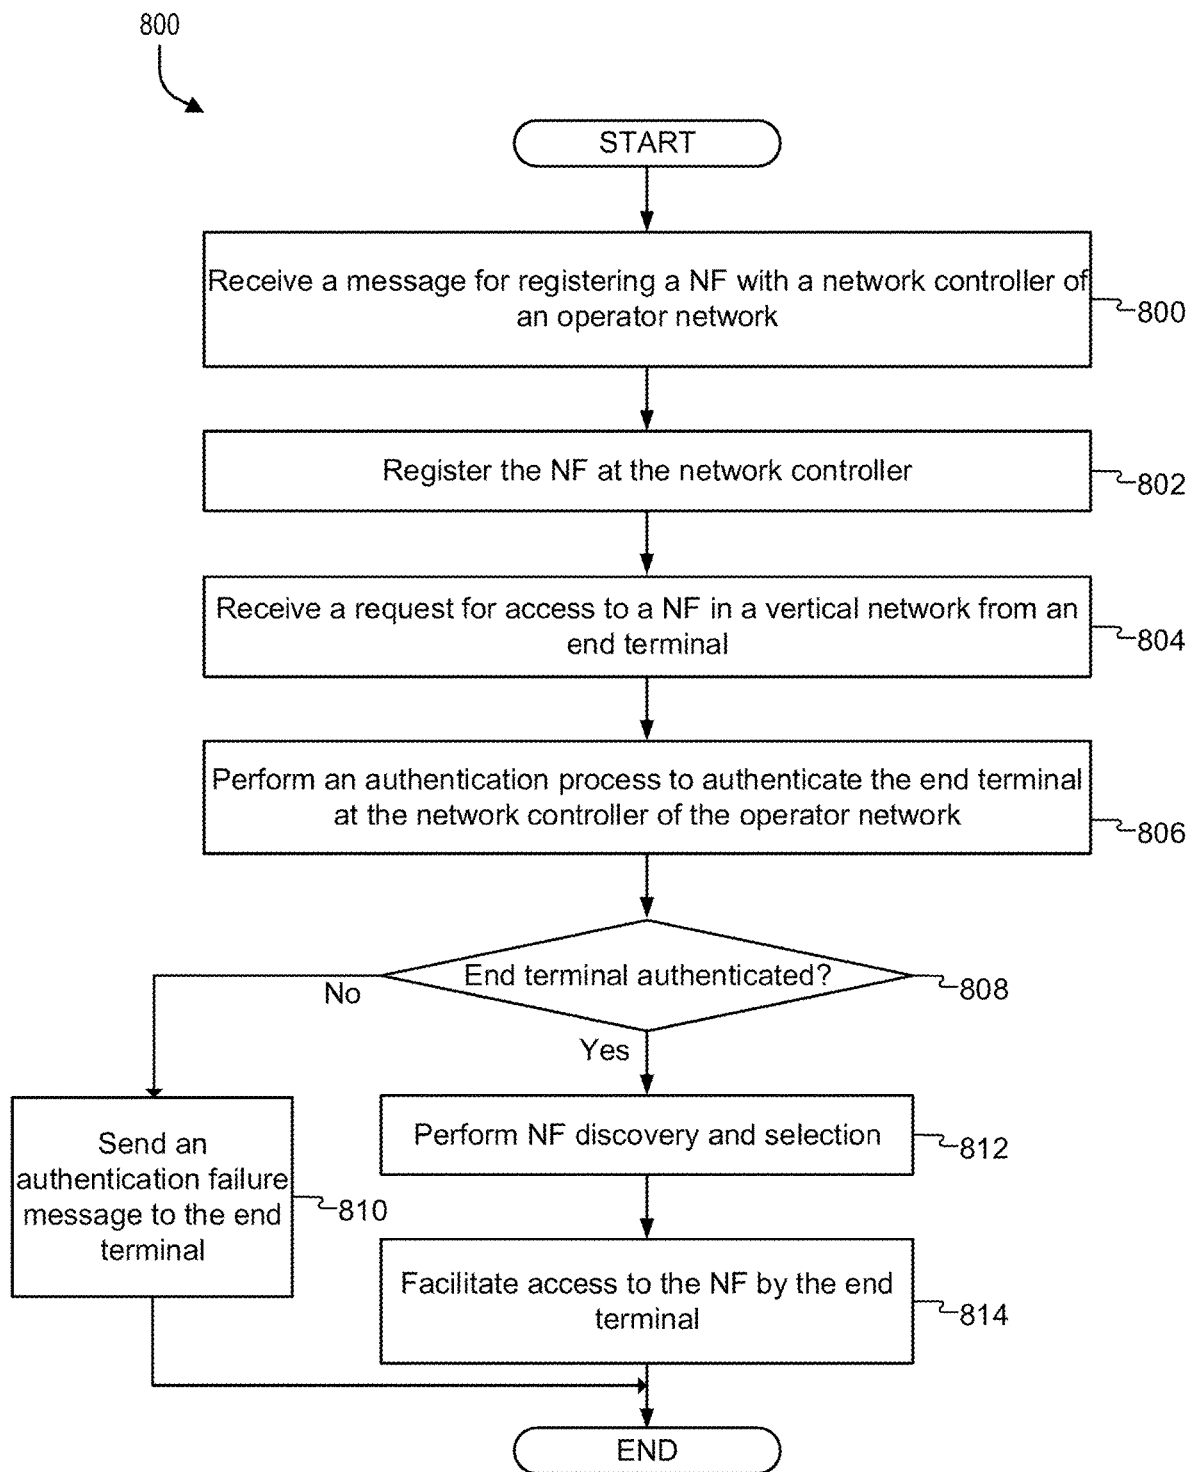 800
START
Receive a message for registering a NF with a network controller of
an operator network
800
Register the NF at the network controller
802
Receive a request for access to a NF in a vertical network from an
end terminal
804
Perform an authentication process to authenticate the end terminal
at the network controller of the operator network
806
End terminal authenticated?
808
No
Yes
Send an
authentication failure
message to the end
terminal
810
Perform NF discovery and selection
812
Facilitate access to the NF by the end
terminal
814
END